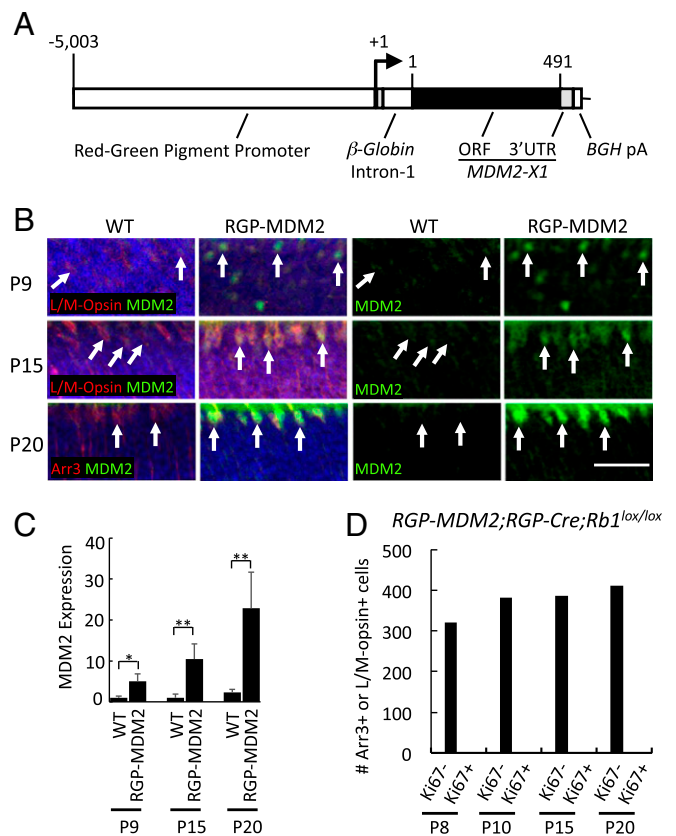 A
-5,003
+1
1
491
Red-Green Pigment Promoter
β-Globin
Intron-1
ORF 3'UTR
MDM2-X1
BGH pA
B
WT RGP-MDM2 WT RGP-MDM2
P9
L/M-Opsin MDM2
MDM2
P15
L/M-Opsin MDM2
MDM2
P20
Arr3 MDM2
MDM2
C
MDM2 Expression
40
30
20
10
0
*
**
**
WT
RGP-MDM2
WT
RGP-MDM2
WT
RGP-MDM2
P9 P15 P20
D
RGP-MDM2;RGP-Cre;Rb1lox/lox
# Arr3+ or L/M-opsin+ cells
500
400
300
200
100
0
Ki67-
Ki67+
Ki67-
Ki67+
Ki67-
Ki67+
Ki67-
Ki67+
P8 P10 P15 P20